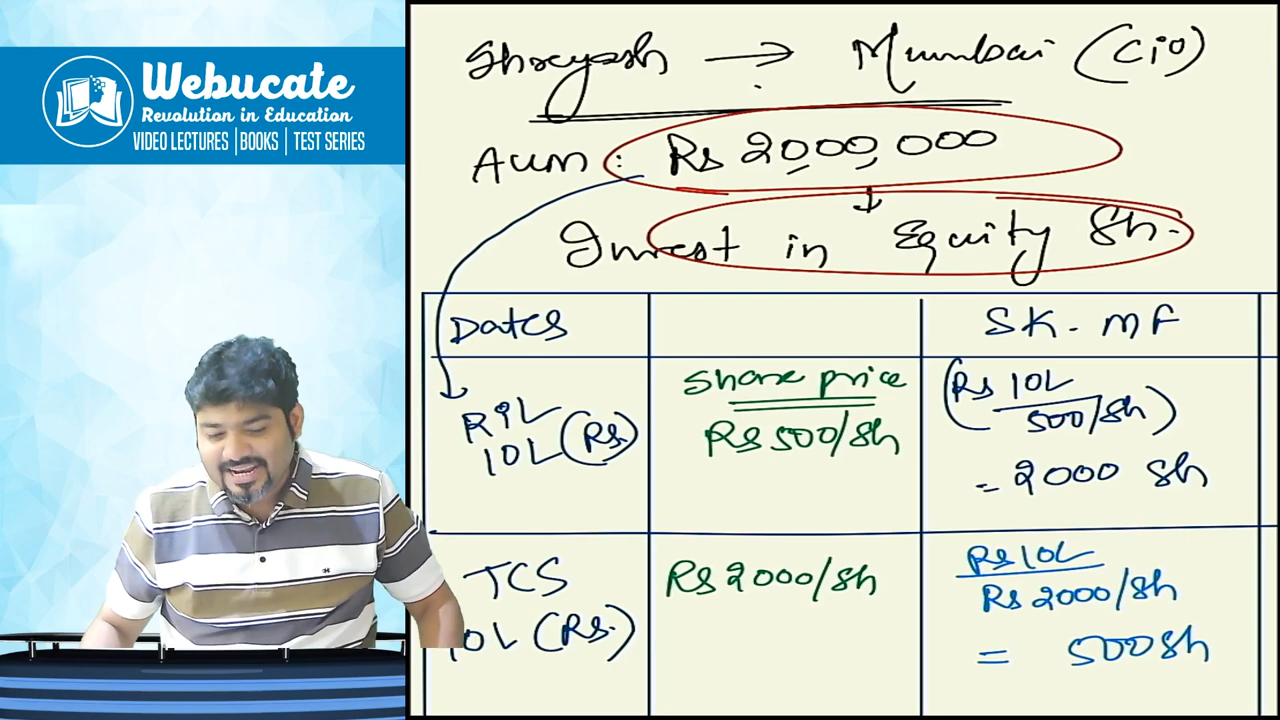 Webucate
Revolution in Education
VIDEO LECTURES | BOOKS | TEST SERIES
Shreyash → Mumbai (CIO)
AUM : Rs 2000,000
Invest in Equity Sh.
Dates
SK. MF
RIL
10L (Rs.)
Share price
Rs 500/Sh
(Rs 10L
500/Sh)
= 2000 Sh
TCS
10L (Rs.)
Rs 2000/Sh
Rs 10L
Rs 2000/Sh
= 500 Sh